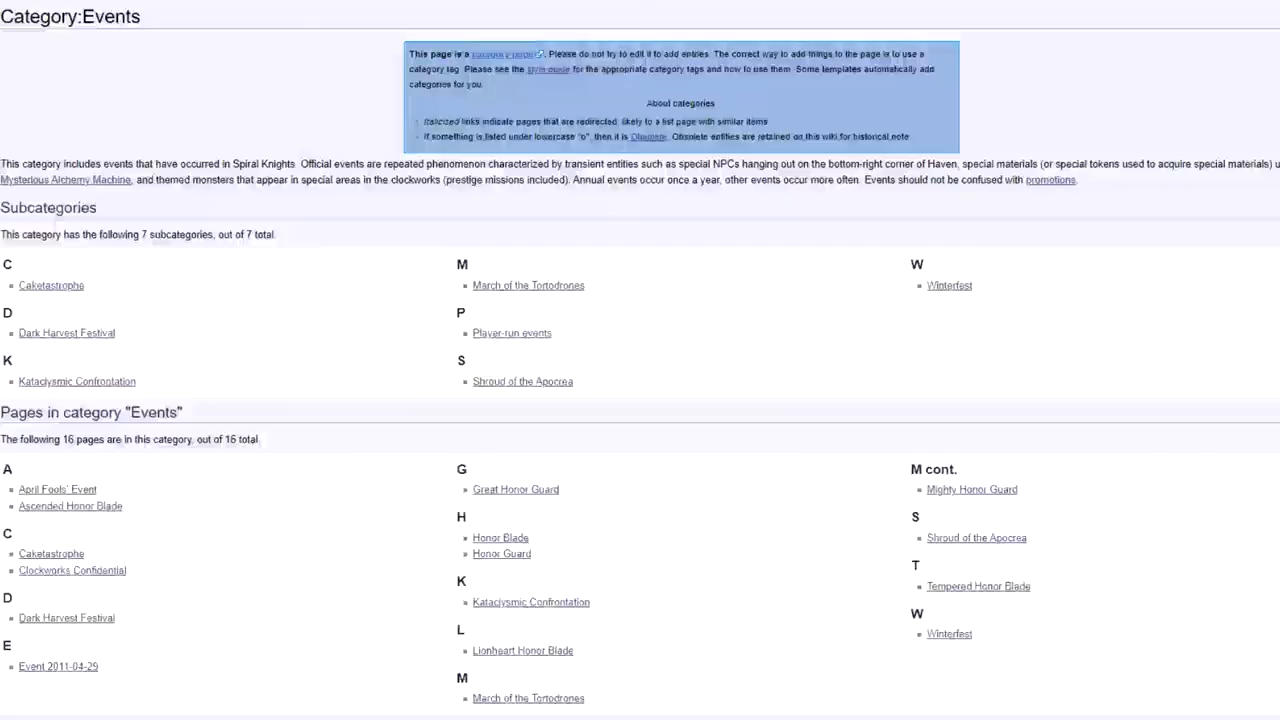 Category:Events
This page is a category page. Please do not try to edit it to add entries. The correct way to add things to the page is to use a
category tag. Please see the style guide for the appropriate category tags and how to use them. Some templates automatically add
categories for you.
About categories
Italicized links indicate pages that are redirected, likely to a list page with similar items
If something is listed under lowercase "o", then it is Obsolete. Obsolete entities are retained on this wiki for historical note
This category includes events that have occurred in Spiral Knights. Official events are repeated phenomenon characterized by transient entities such as special NPCs hanging out on the bottom-right corner of Haven, special materials (or special tokens used to acquire special materials) u
Mysterious Alchemy Machine, and themed monsters that appear in special areas in the clockworks (prestige missions included). Annual events occur once a year, other events occur more often. Events should not be confused with promotions.
Subcategories
This category has the following 7 subcategories, out of 7 total.
C
Caketastrophe
D
Dark Harvest Festival
K
Kataclysmic Confrontation
M
March of the Tortodrones
P
Player-run events
S
Shroud of the Apocrea
W
Winterfest
Pages in category "Events"
The following 16 pages are in this category, out of 16 total.
A
April Fools' Event
Ascended Honor Blade
C
Caketastrophe
Clockworks Confidential
D
Dark Harvest Festival
E
Event 2011-04-29
G
Great Honor Guard
H
Honor Blade
Honor Guard
K
Kataclysmic Confrontation
L
Lionheart Honor Blade
M
March of the Tortodrones
M cont.
Mighty Honor Guard
S
Shroud of the Apocrea
T
Tempered Honor Blade
W
Winterfest